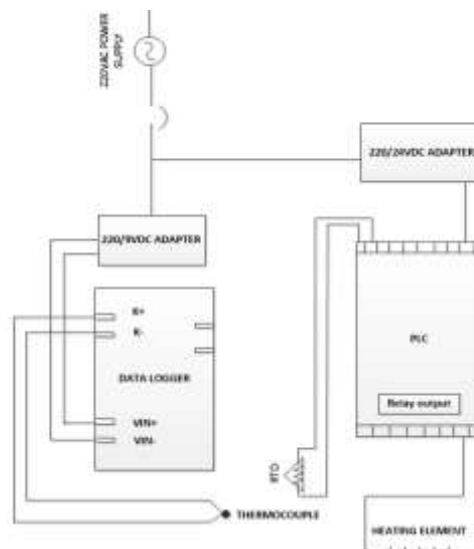 220VAC POWER
SUPPLY
220/24VDC ADAPTER
220/9VDC ADAPTER
K+
K-
PLC
DATA LOGGER
Relay output
VIN+
VIN-
RTD
THERMOCOUPLE
HEATING ELEMENT